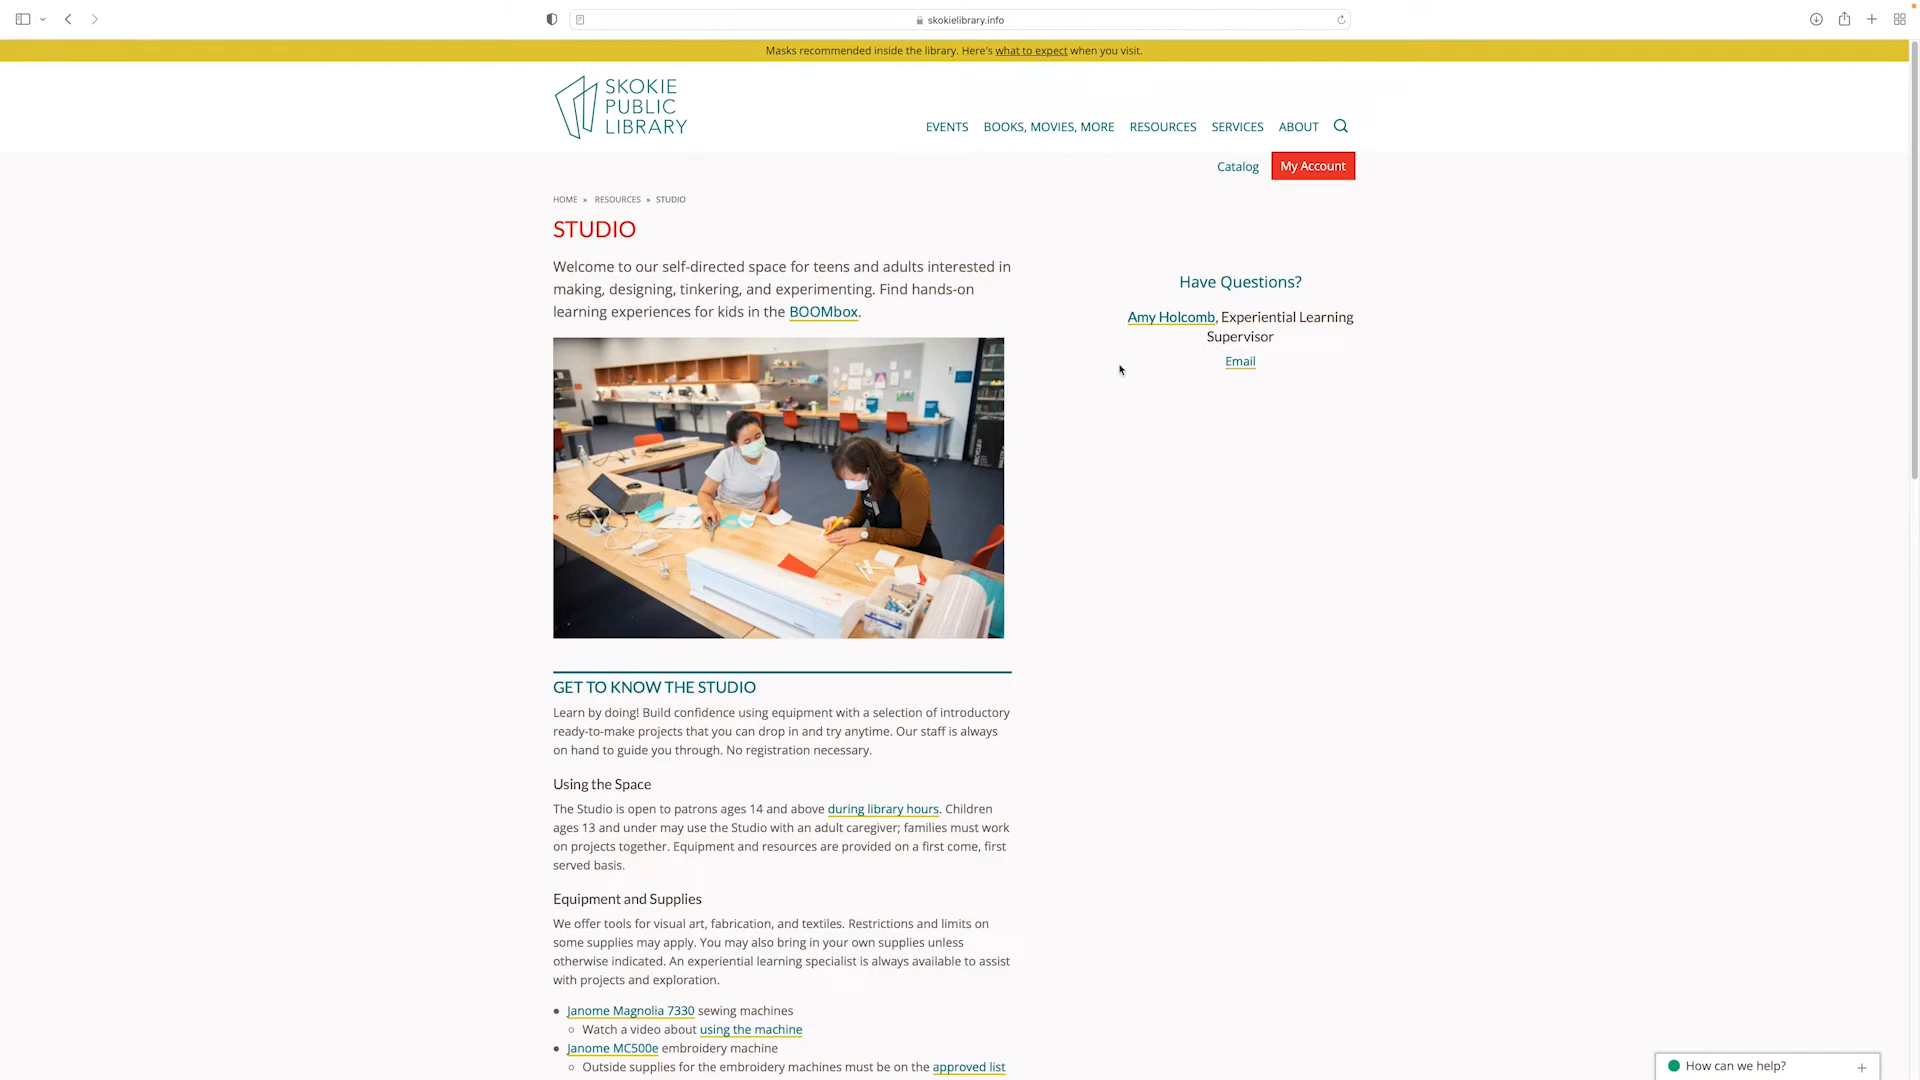 skokielibrary.info
Masks recommended inside the library. Here's what to expect when you visit.
SKOKIE
PUBLIC
LIBRARY
EVENTS BOOKS, MOVIES, MORE RESOURCES SERVICES ABOUT
Catalog My Account
HOME » RESOURCES » STUDIO
STUDIO
Welcome to our self-directed space for teens and adults interested in
making, designing, tinkering, and experimenting. Find hands-on
learning experiences for kids in the BOOMbox.
Have Questions?
Amy Holcomb, Experiential Learning
Supervisor
Email
GET TO KNOW THE STUDIO
Learn by doing! Build confidence using equipment with a selection of introductory
ready-to-make projects that you can drop in and try anytime. Our staff is always
on hand to guide you through. No registration necessary.
Using the Space
The Studio is open to patrons ages 14 and above during library hours. Children
ages 13 and under may use the Studio with an adult caregiver; families must work
on projects together. Equipment and resources are provided on a first come, first
served basis.
Equipment and Supplies
We offer tools for visual art, fabrication, and textiles. Restrictions and limits on
some supplies may apply. You may also bring in your own supplies unless
otherwise indicated. An experiential learning specialist is always available to assist
with projects and exploration.
• Janome Magnolia 7330 sewing machines
○ Watch a video about using the machine
• Janome MC500e embroidery machine
○ Outside supplies for the embroidery machines must be on the approved list
How can we help? +